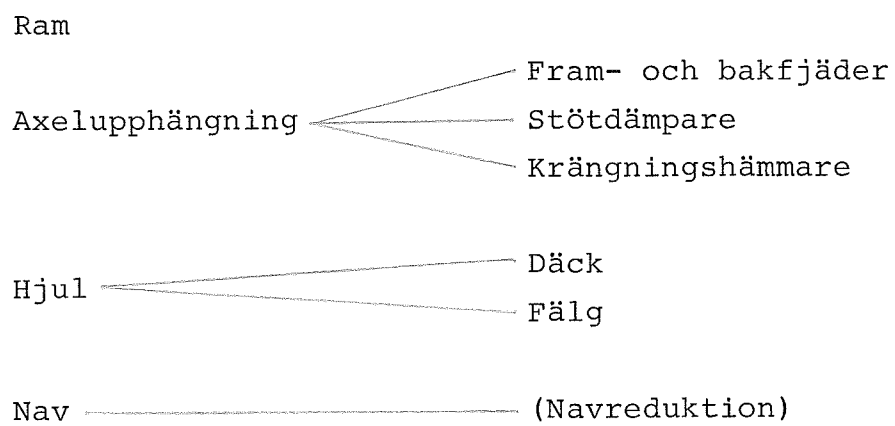 Ram
Fram- och bakfjäder
Axelupphängning
Stötdämpare
Krängningshämmare
Däck
Hjul
Fälg
Nav (Navreduktion)